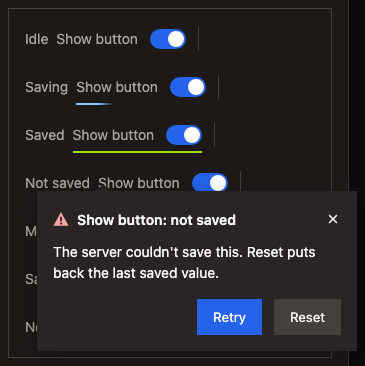 Idle Show button
Saving Show button
Saved Show button
Not saved Show button
Show button: not saved
The server couldn't save this. Reset puts
back the last saved value.
Retry Reset